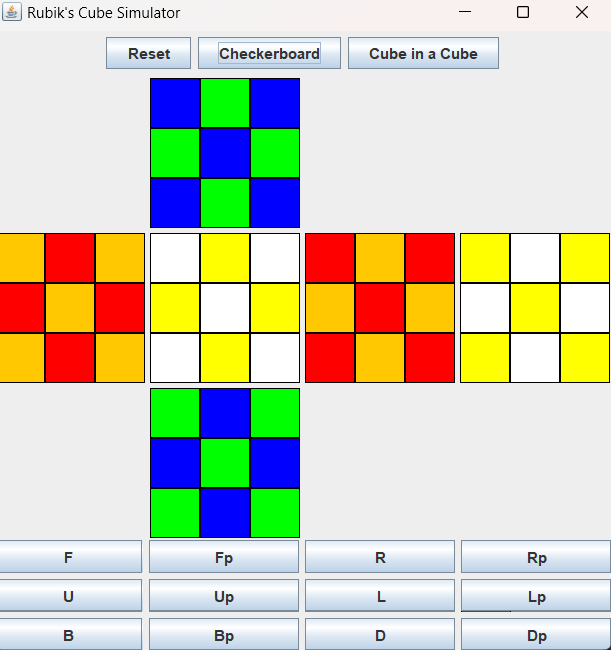 Rubik's Cube Simulator
Reset Checkerboard Cube in a Cube
F Fp R Rp
U Up L Lp
B Bp D Dp